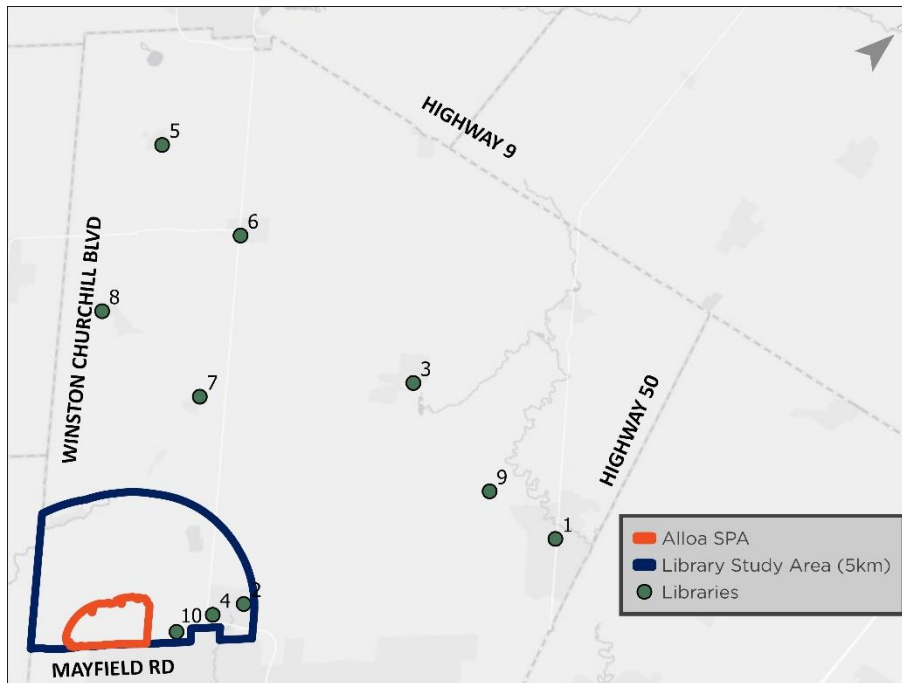 5
HIGHWAY 9
6
WINSTON CHURCHILL BLVD
8
3
7
HIGHWAY 50
9
1
2
4
10
MAYFIELD RD
Alloa SPA
Library Study Area (5km)
Libraries